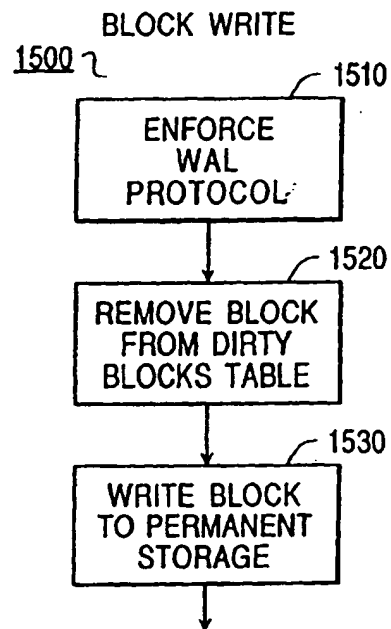 BLOCK WRITE
1500
1510
ENFORCE
WAL
PROTOCOL
1520
REMOVE BLOCK
FROM DIRTY
BLOCKS TABLE
1530
WRITE BLOCK
TO PERMANENT
STORAGE